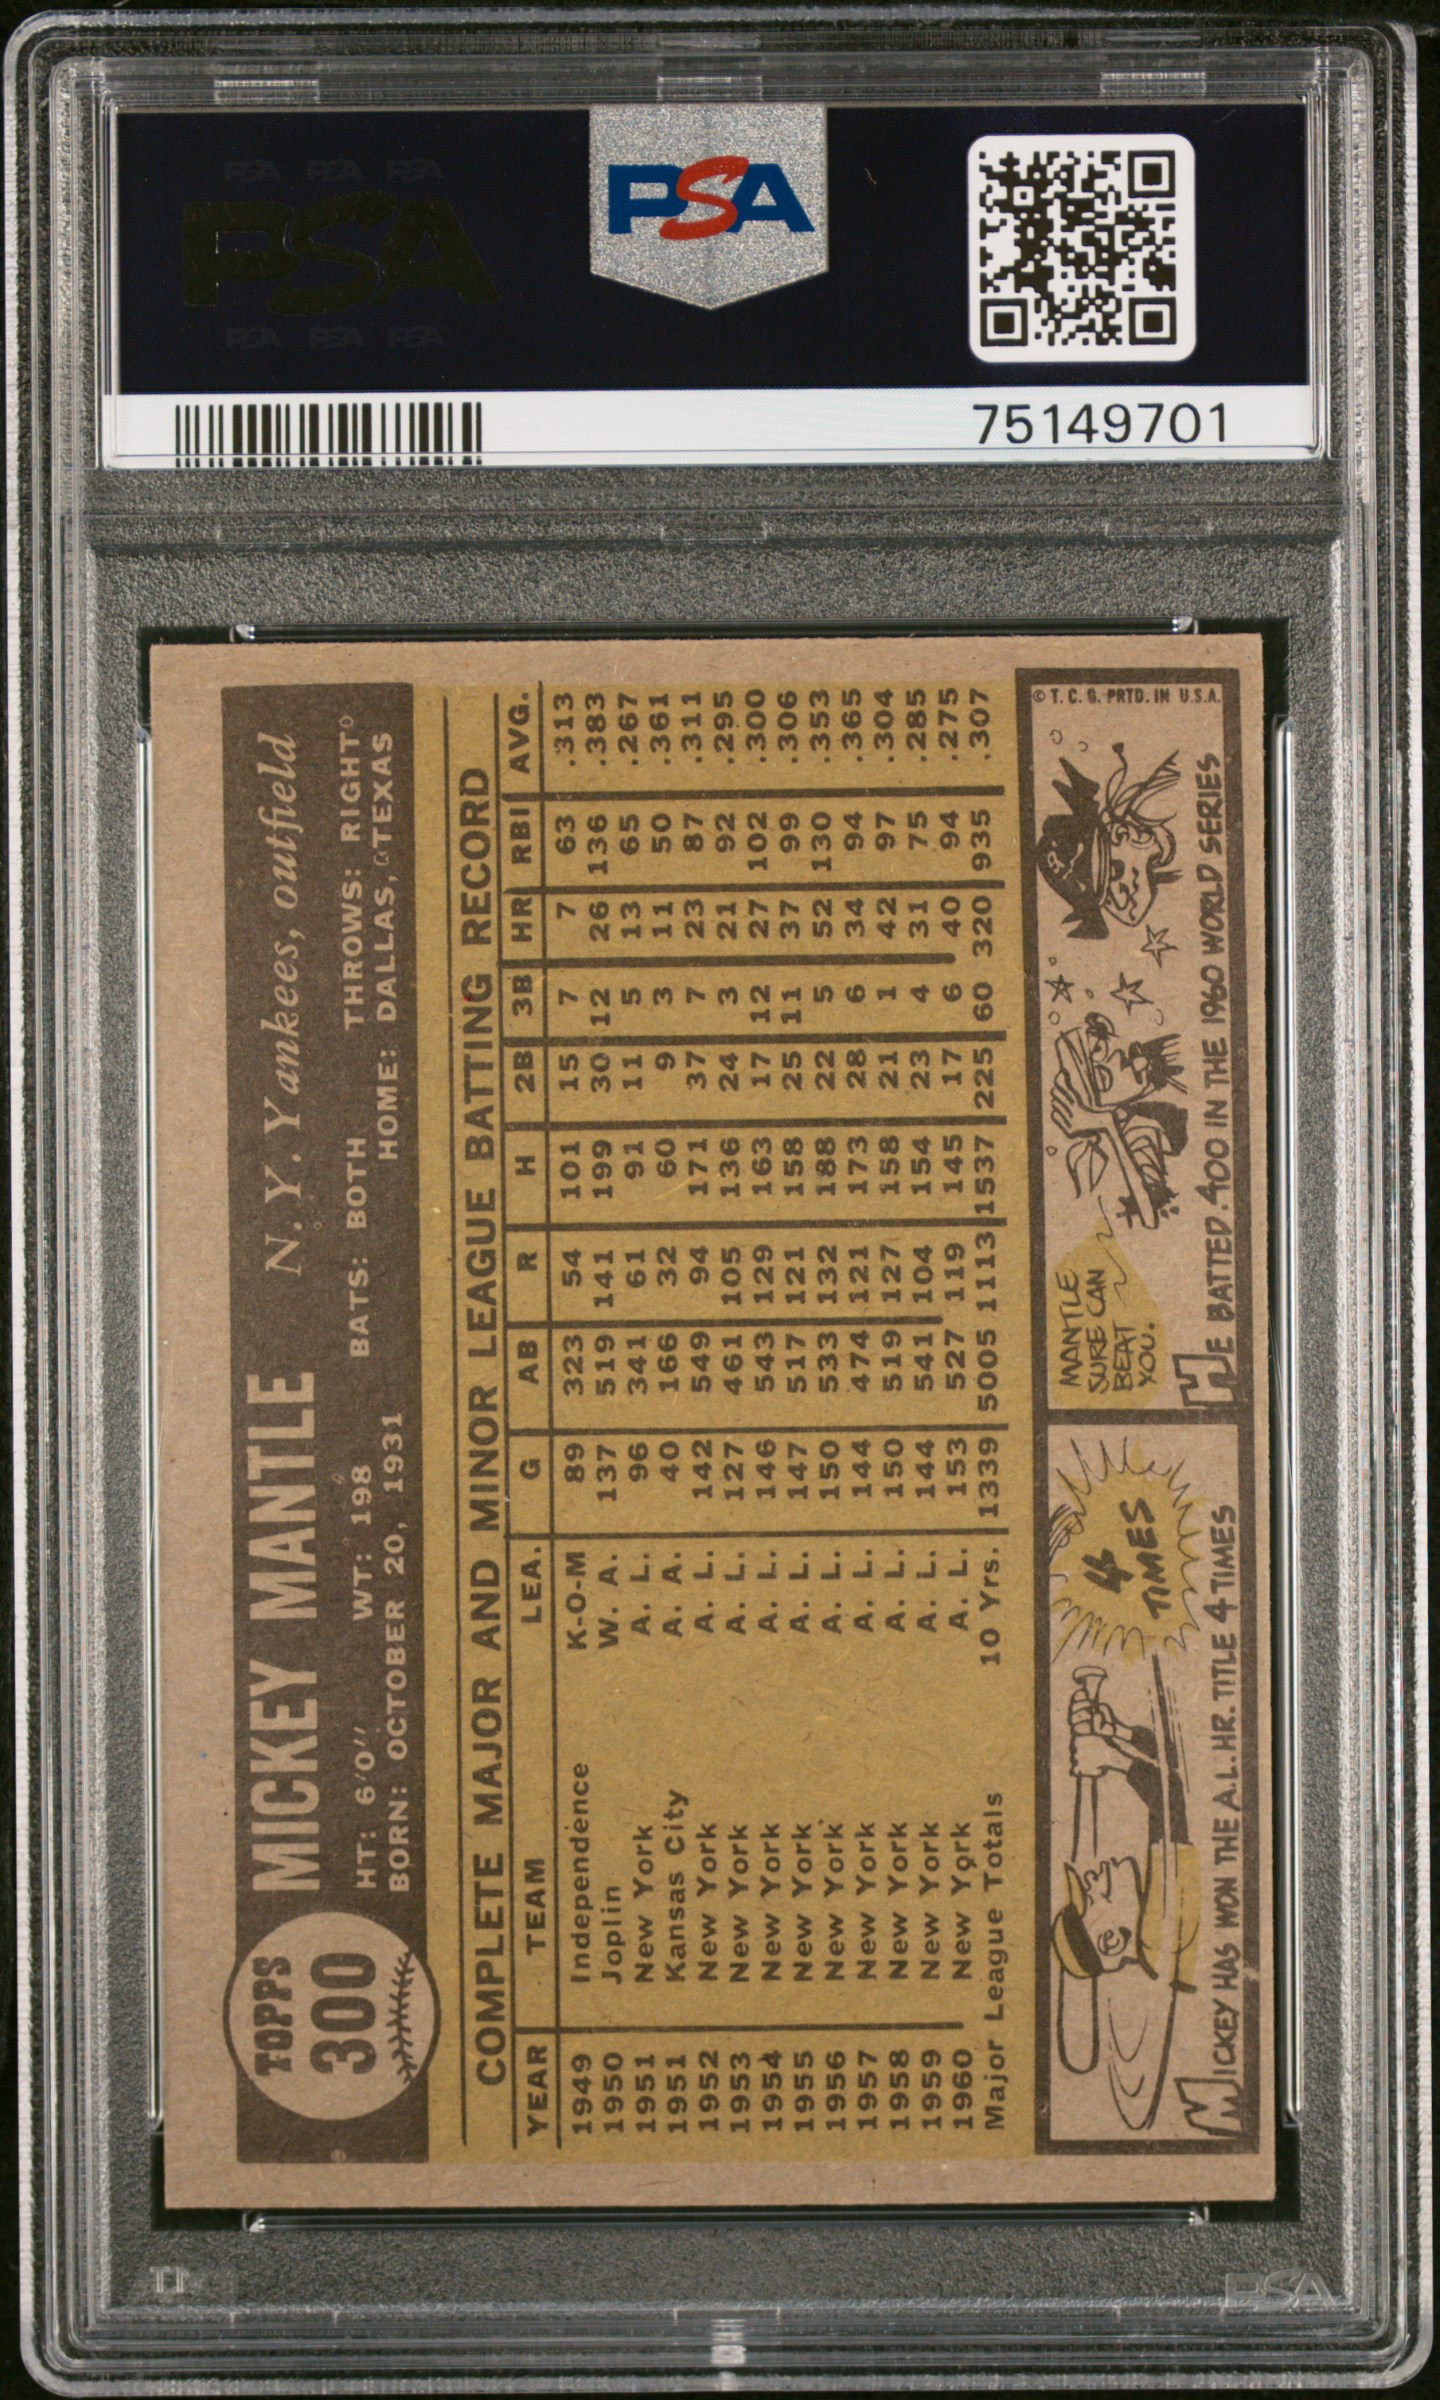 PSA PSA PSA
PSA
PSA PSA PSA
PSA
75149701
TOPPS
300
MICKEY MANTLE N. Y. Yankees, outfield
HT: 6'0" WT: 198 BATS: BOTH THROWS: RIGHT
BORN: OCTOBER 20, 1931 HOME: DALLAS, TEXAS
COMPLETE MAJOR AND MINOR LEAGUE BATTING RECORD
YEAR TEAM LEA. G AB R H 2B 3B HR RBI AVG.
1949 Independence K-O-M 89 323 54 101 15 7 7 63 .313
1950 Joplin W. A. 137 519 141 199 30 12 26 136 .383
1951 New York A. L. 96 341 61 91 11 5 13 65 .267
1951 Kansas City A. A. 40 166 32 60 9 3 11 50 .361
1952 New York A. L. 142 549 94 171 37 7 23 87 .311
1953 New York A. L. 127 461 105 136 24 3 21 92 .295
1954 New York A. L. 146 543 129 163 17 12 27 102 .300
1955 New York A. L. 147 517 121 158 25 11 37 99 .306
1956 New York A. L. 150 533 132 188 22 5 52 130 .353
1957 New York A. L. 144 474 121 173 28 6 34 94 .365
1958 New York A. L. 150 519 127 158 21 1 42 97 .304
1959 New York A. L. 144 541 104 154 23 4 31 75 .285
1960 New York A. L. 153 527 119 145 17 6 40 94 .275
Major League Totals 10 Yrs. 1339 5005 1113 1537 225 60 320 935 .307
4
TIMES
MICKEY HAS WON THE A.L. HR. TITLE 4 TIMES
MANTLE
SURE CAN
BEAT
YOU.
HE BATTED .400 IN THE 1960 WORLD SERIES
© T. C. G. PRTD. IN U.S.A.
PSA